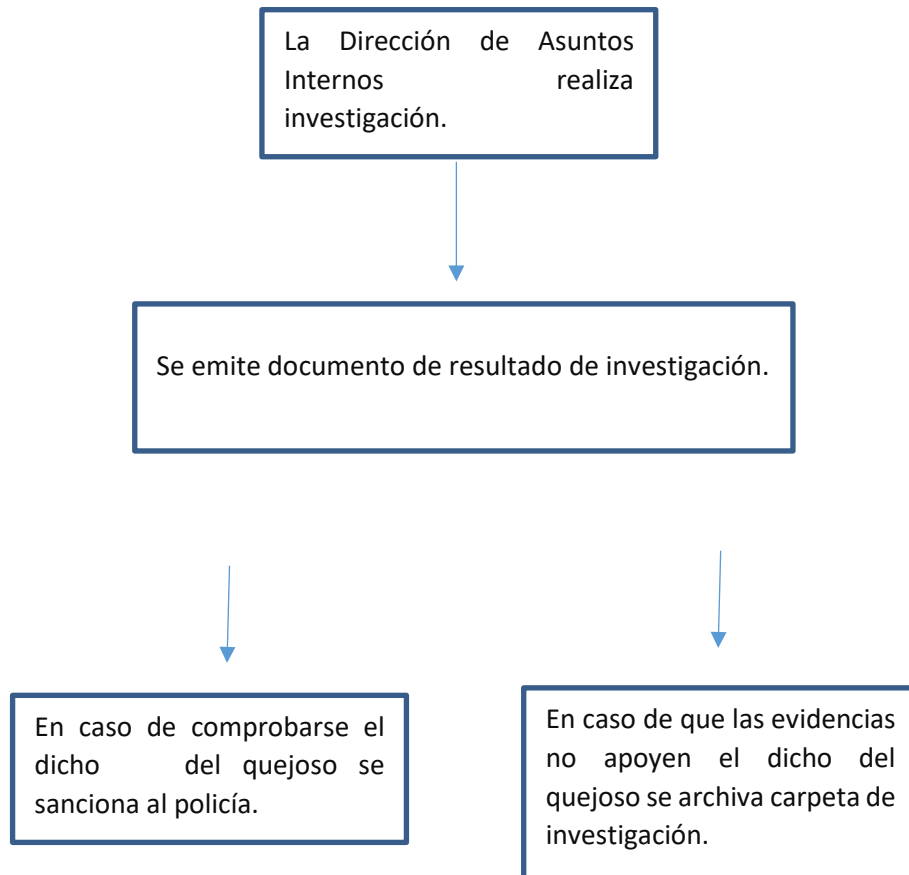 La Dirección de Asuntos
Internos realiza
investigación.
Se emite documento de resultado de investigación.
En caso de comprobarse el
dicho del quejoso se
sanciona al policía.
En caso de que las evidencias
no apoyen el dicho del
quejoso se archiva carpeta de
investigación.